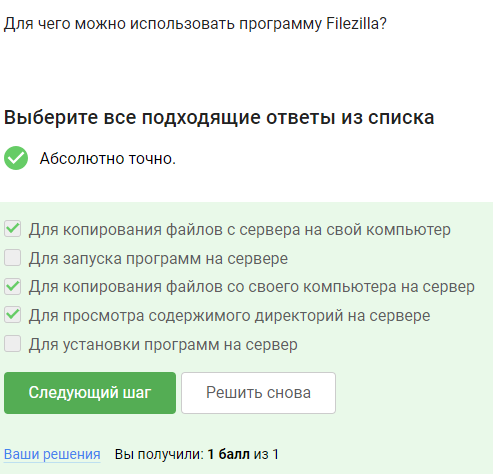 Для чего можно использовать программу Filezilla?
Выберите все подходящие ответы из списка
Абсолютно точно.
Для копирования файлов с сервера на свой компьютер
Для запуска программ на сервере
Для копирования файлов со своего компьютера на сервер
Для просмотра содержимого директорий на сервере
Для установки программ на сервер
Следующий шаг Решить снова
Ваши решения Вы получили: 1 балл из 1